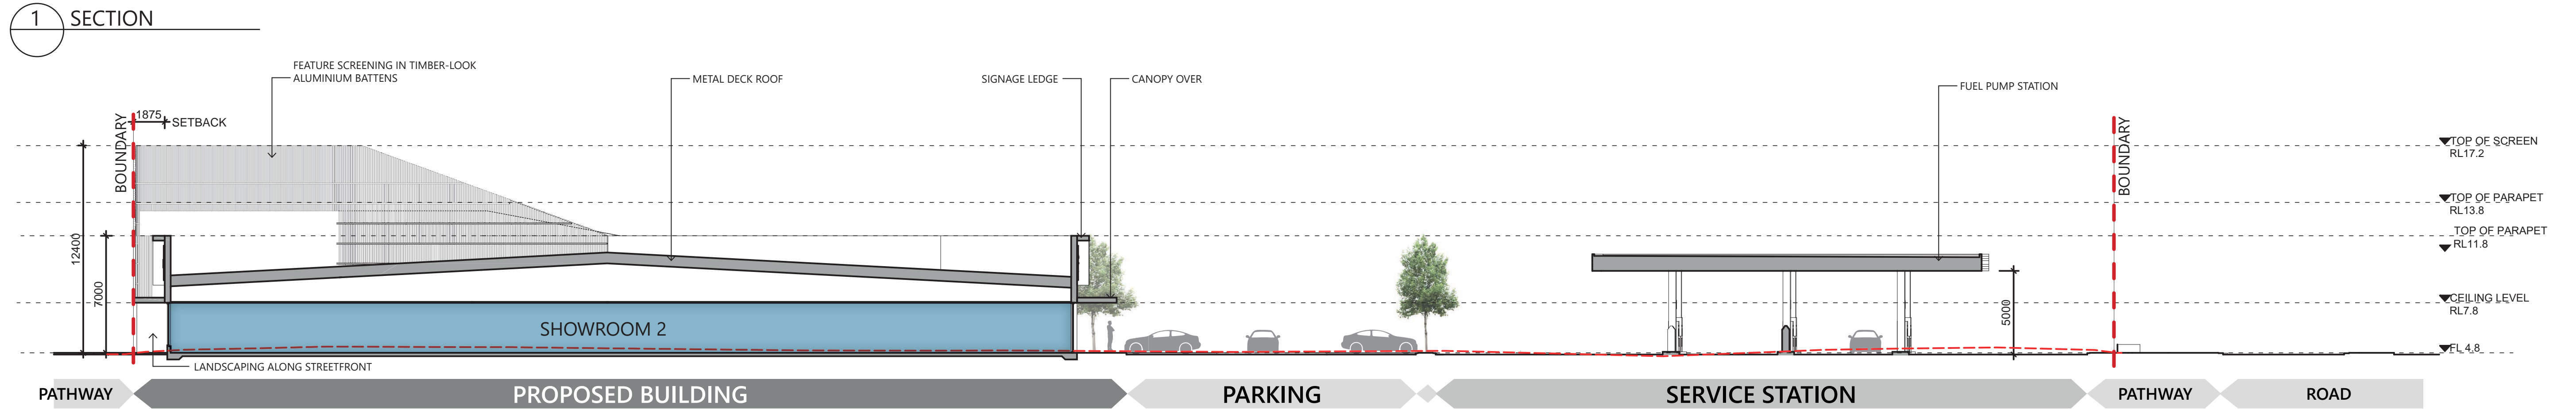 1 SECTION
FEATURE SCREENING IN TIMBER-LOOK
ALUMINIUM BATTENS
METAL DECK ROOF
SIGNAGE LEDGE
CANOPY OVER
FUEL PUMP STATION
BOUNDARY
1875
SETBACK
BOUNDARY
TOP OF SCREEN
RL17.2
TOP OF PARAPET
RL13.8
TOP OF PARAPET
RL11.8
CEILING LEVEL
RL7.8
FL 4.8
12400
7000
5000
SHOWROOM 2
LANDSCAPING ALONG STREETFRONT
PATHWAY
PROPOSED BUILDING
PARKING
SERVICE STATION
PATHWAY
ROAD